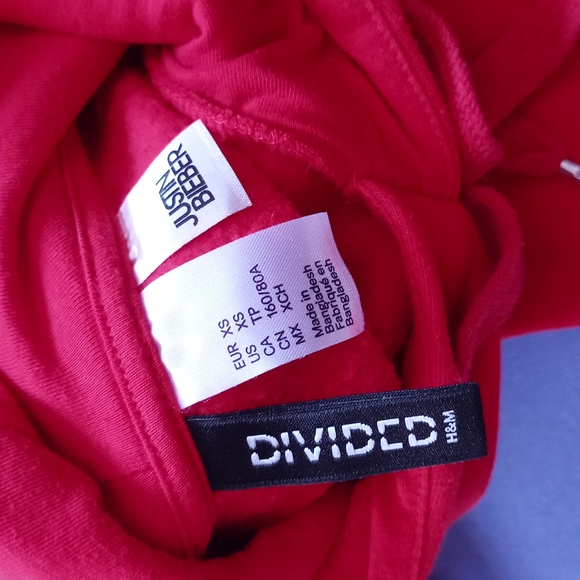 JUSTIN
BIEBER
EUR XS
US XS
CA TP
CN 160/80A
MX XCH
Made in
Bangladesh
Fabriqué en
Bangladesh
DIVIDED
H&M